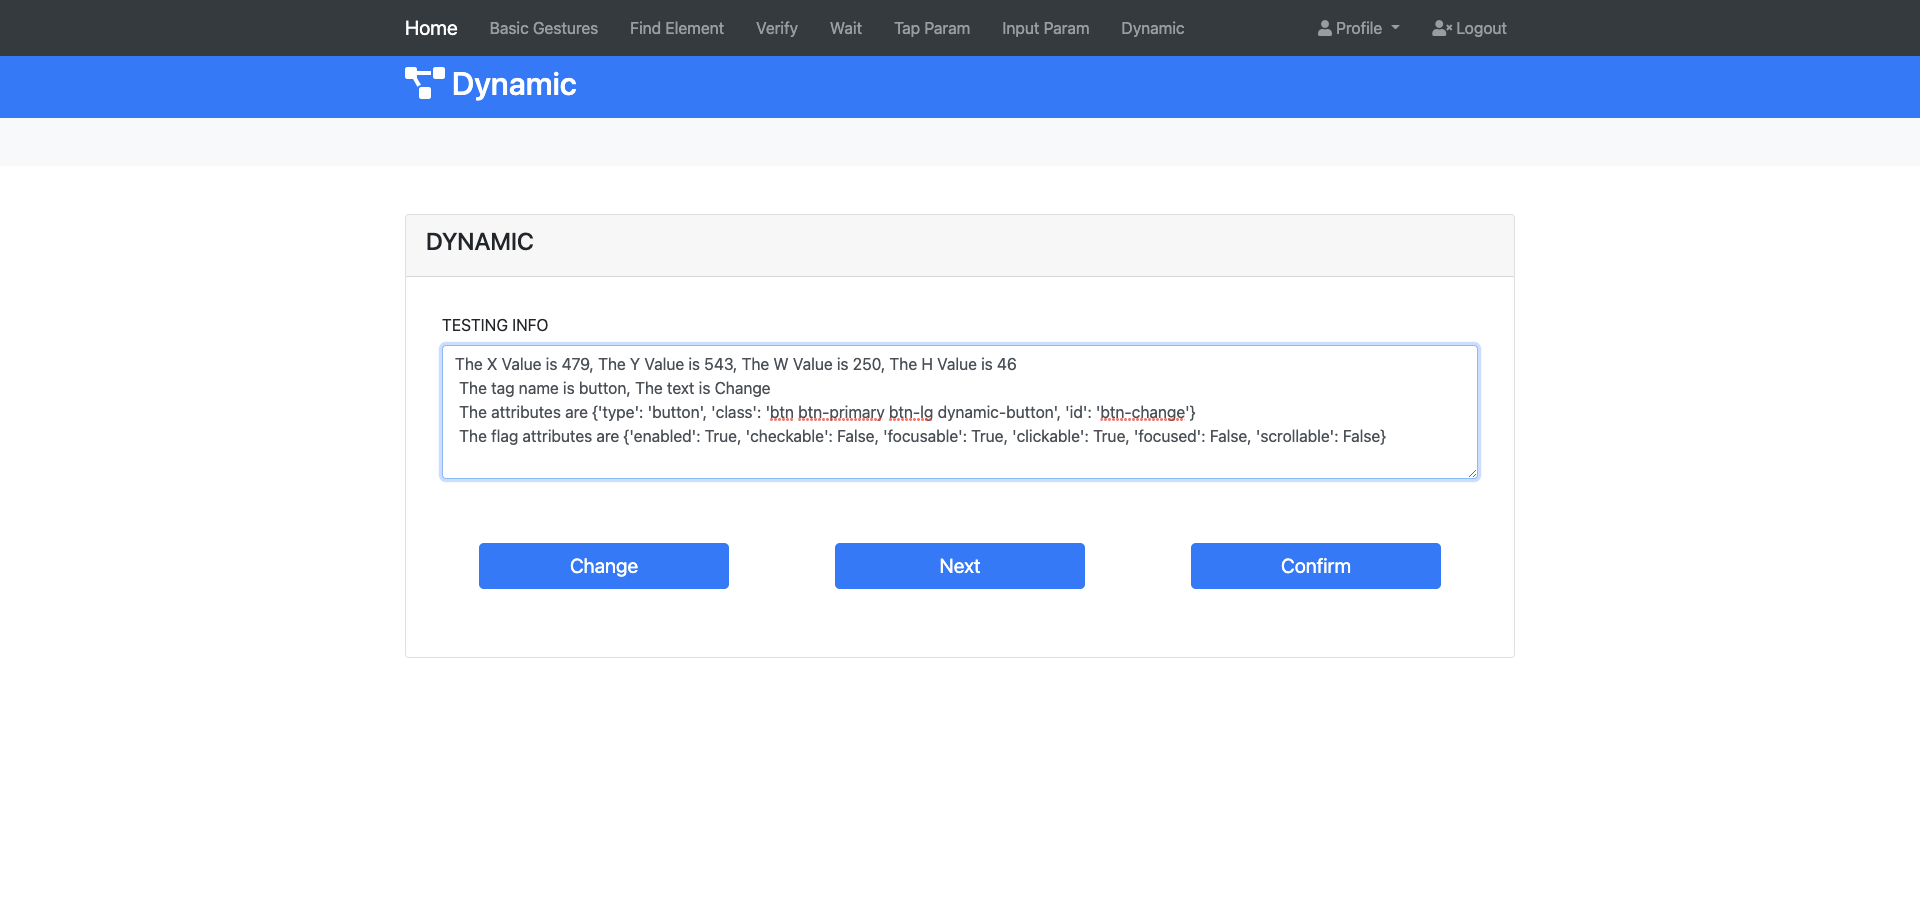 Home Basic Gestures Find Element Verify Wait Tap Param Input Param Dynamic Profile Logout
Dynamic
DYNAMIC
TESTING INFO
The X Value is 479, The Y Value is 543, The W Value is 250, The H Value is 46
The tag name is button, The text is Change
The attributes are {'type': 'button', 'class': 'btn btn-primary btn-lg dynamic-button', 'id': 'btn-change'}
The flag attributes are {'enabled': True, 'checkable': False, 'focusable': True, 'clickable': True, 'focused': False, 'scrollable': False}
Change Next Confirm